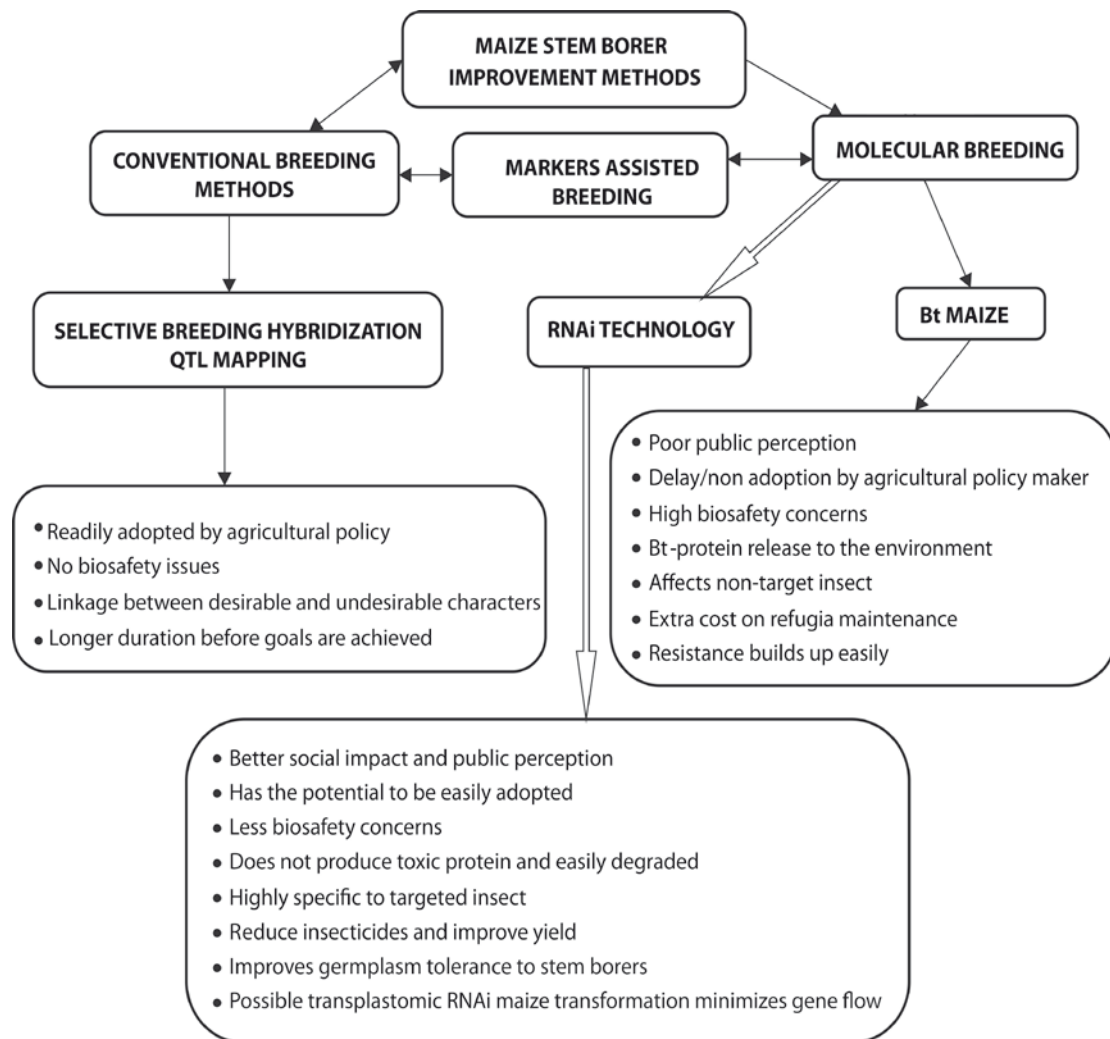 MAIZE STEM BORER
IMPROVEMENT METHODS
CONVENTIONAL BREEDING
METHODS
MARKERS ASSISTED
BREEDING
MOLECULAR BREEDING
SELECTIVE BREEDING HYBRIDIZATION
QTL MAPPING
RNAi TECHNOLOGY
Bt MAIZE
• Readily adopted by agricultural policy
• No biosafety issues
• Linkage between desirable and undesirable characters
• Longer duration before goals are achieved
• Poor public perception
• Delay/non adoption by agricultural policy maker
• High biosafety concerns
• Bt-protein release to the environment
• Affects non-target insect
• Extra cost on refugia maintenance
• Resistance builds up easily
• Better social impact and public perception
• Has the potential to be easily adopted
• Less biosafety concerns
• Does not produce toxic protein and easily degraded
• Highly specific to targeted insect
• Reduce insecticides and improve yield
• Improves germplasm tolerance to stem borers
• Possible transplastomic RNAi maize transformation minimizes gene flow